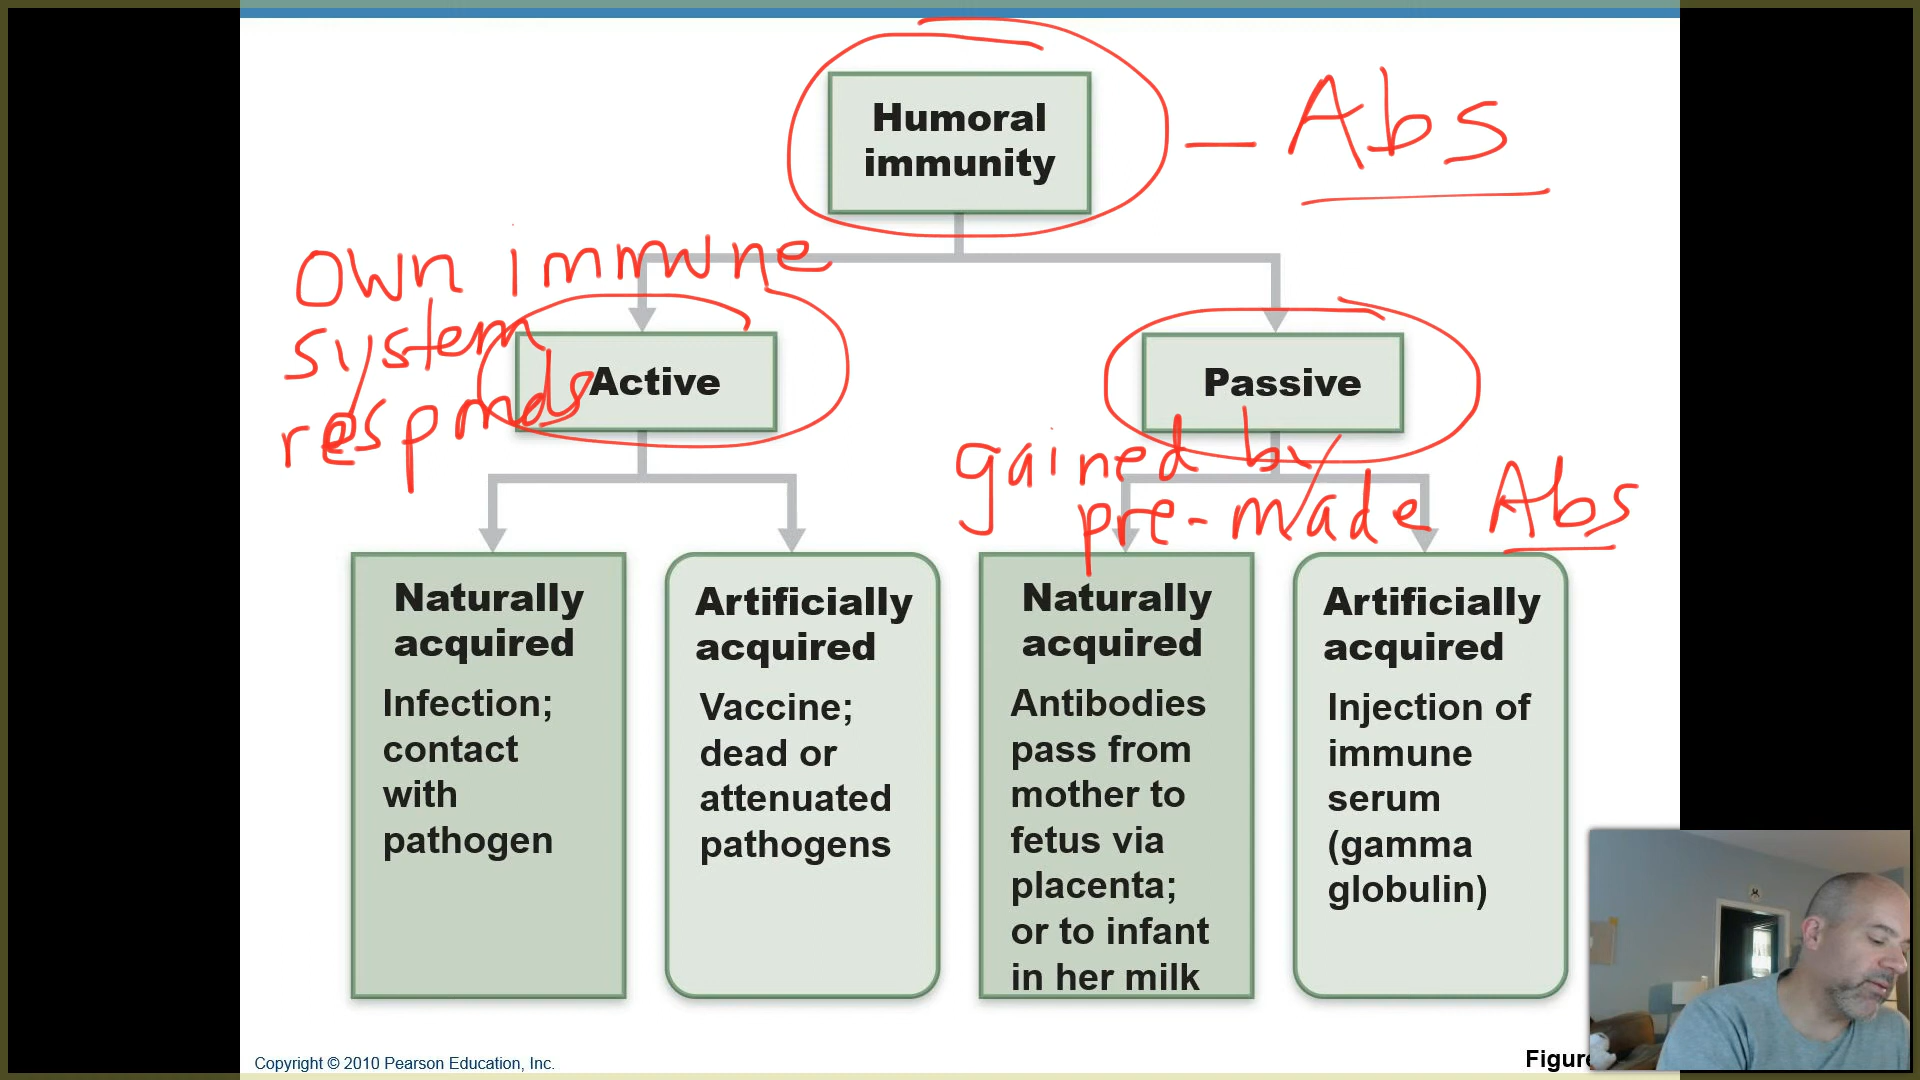 Humoral
immunity
— Abs
own immune
system
responds
Active
Passive
gained by
pre-made Abs
Naturally
acquired
Infection;
contact
with
pathogen
Artificially
acquired
Vaccine;
dead or
attenuated
pathogens
Naturally
acquired
Antibodies
pass from
mother to
fetus via
placenta;
or to infant
in her milk
Artificially
acquired
Injection of
immune
serum
(gamma
globulin)
Copyright © 2010 Pearson Education, Inc.
Figure